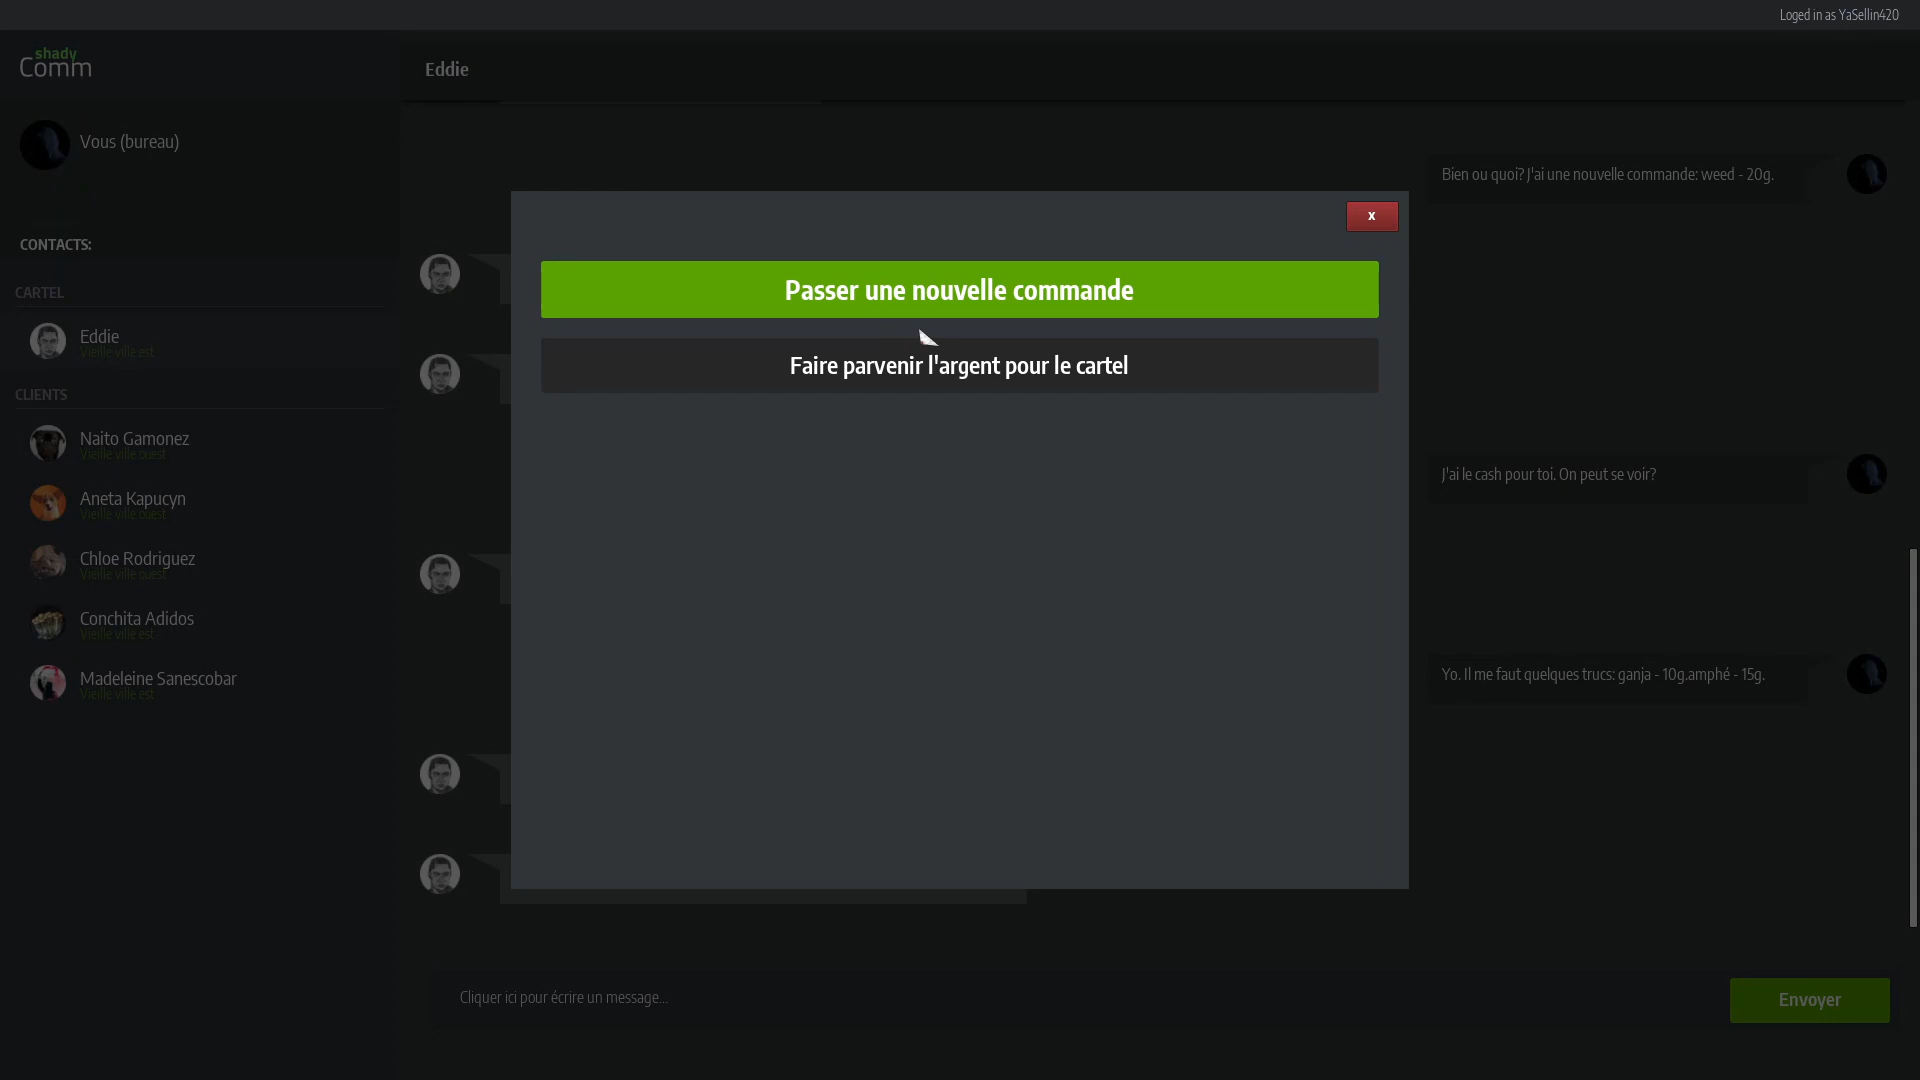 Loged in as YaSellin420
shady
Comm
Eddie
Vous (bureau)
Bien ou quoi? J'ai une nouvelle commande: weed - 20g.
x
CONTACTS:
Passer une nouvelle commande
CARTEL
Eddie
Vieille ville est
Faire parvenir l'argent pour le cartel
CLIENTS
Naito Gamonez
Vieille ville ouest
J'ai le cash pour toi. On peut se voir?
Aneta Kapucyn
Vieille ville ouest
Chloe Rodriguez
Vieille ville ouest
Conchita Adidos
Vieille ville est
Madeleine Sanescobar
Vieille ville est
Yo. Il me faut quelques trucs: ganja - 10g.amphé - 15g.
Cliquer ici pour écrire un message...
Envoyer